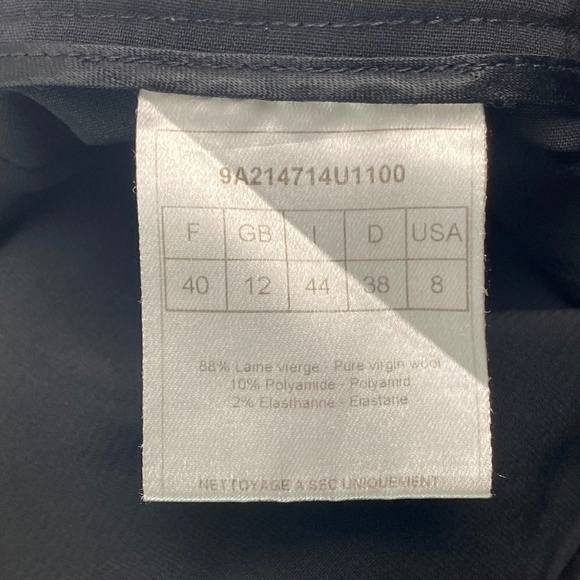 9A214714U1100
F GB I D USA
40 12 44 38 8
88% Laine vierge - Pure virgin wool
10% Polyamide - Polyamid
2% Elasthanne - Elastane
NETTOYAGE A SEC UNIQUEMENT